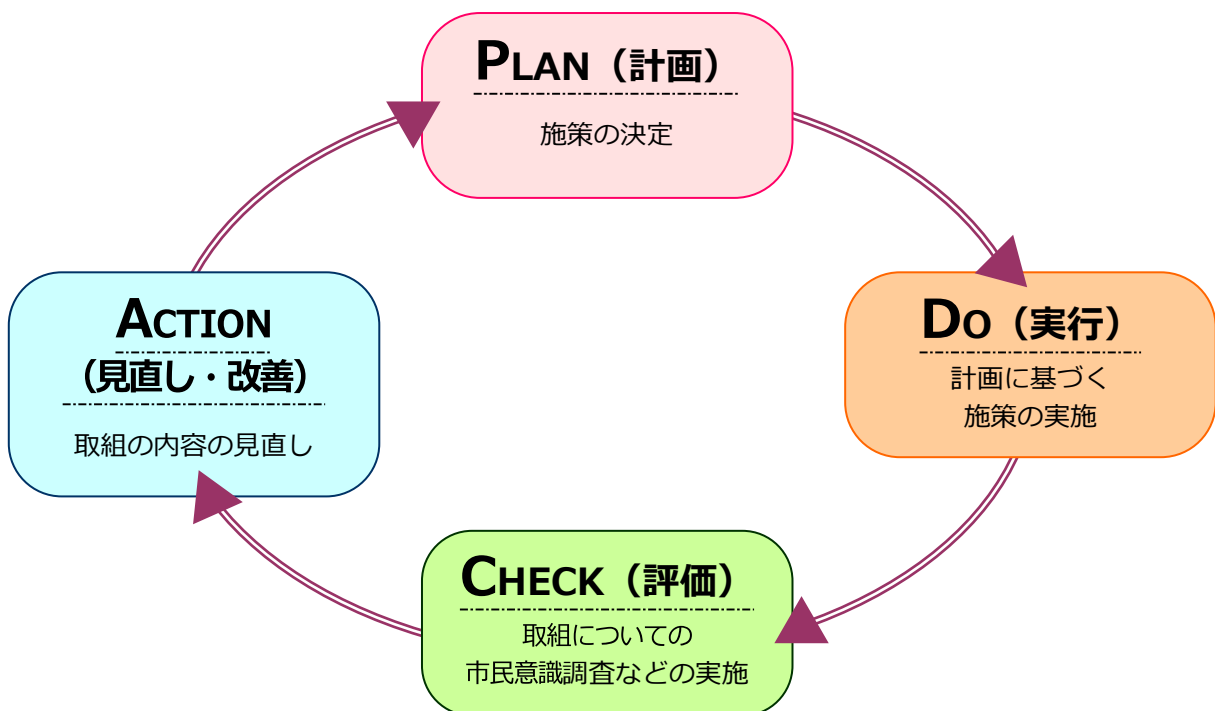 PLAN（計画）
施策の決定
DO（実行）
計画に基づく
施策の実施
CHECK（評価）
取組についての
市民意識調査などの実施
ACTION
（見直し・改善）
取組の内容の見直し